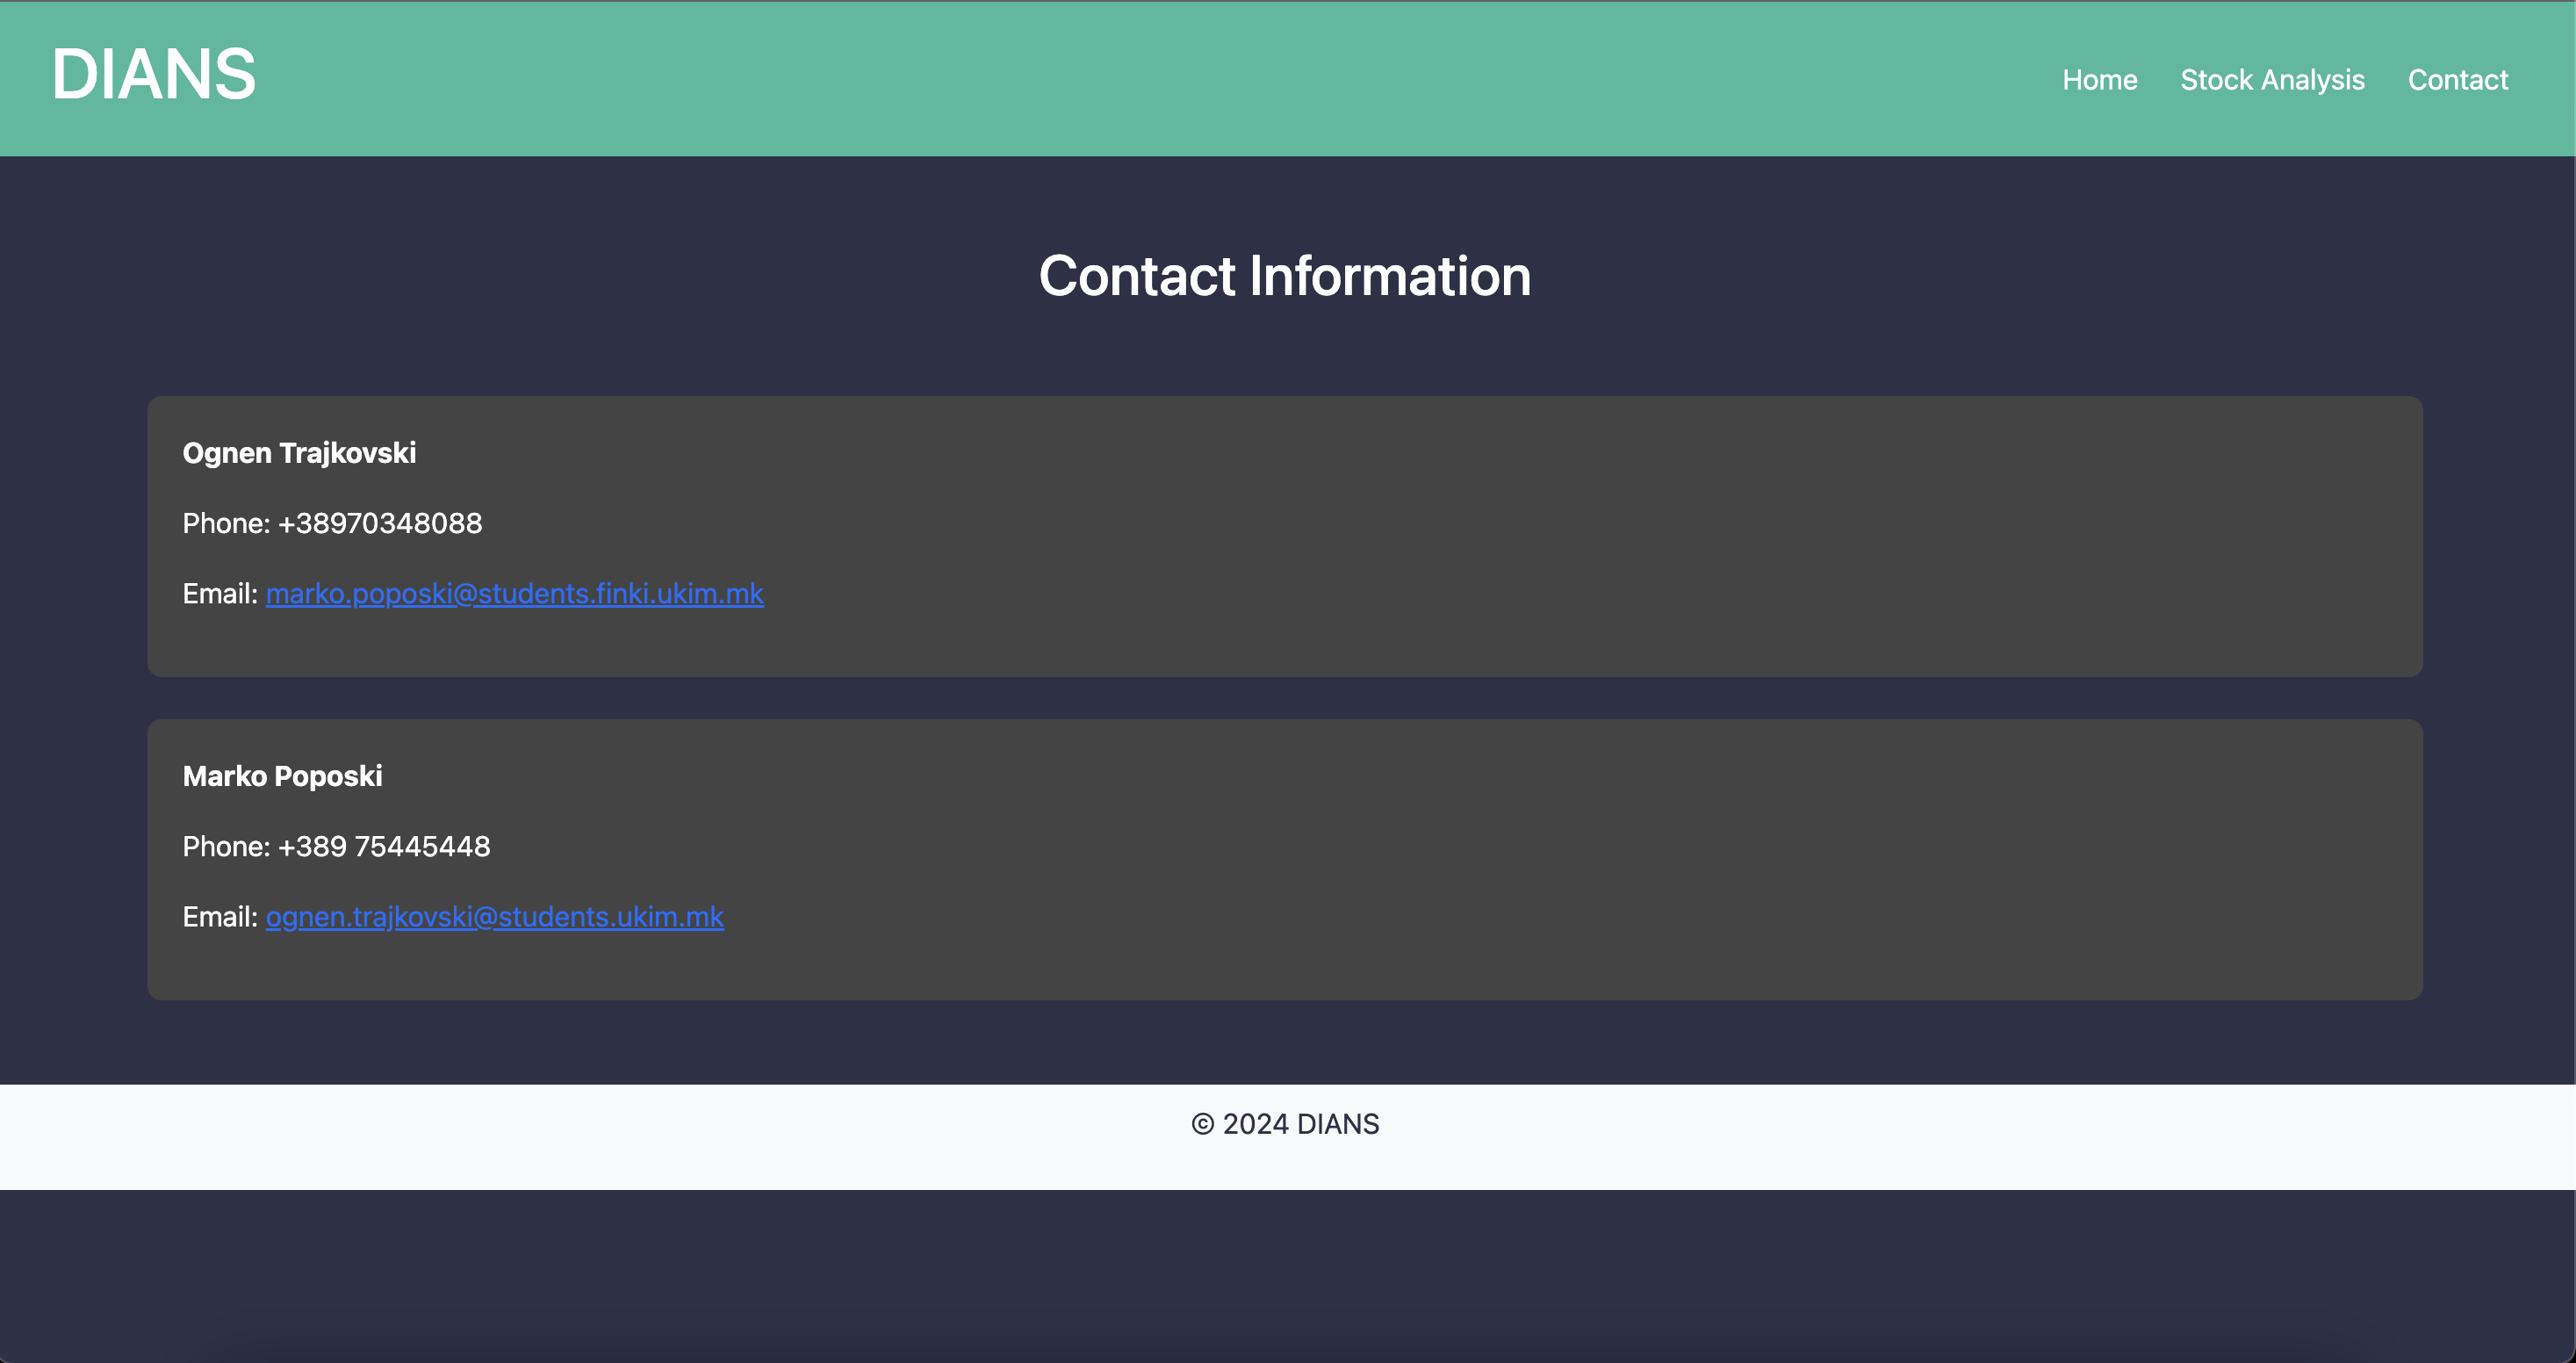 DIANS
Home Stock Analysis Contact
Contact Information
Ognen Trajkovski
Phone: +38970348088
Email: marko.poposki@students.finki.ukim.mk
Marko Poposki
Phone: +389 75445448
Email: ognen.trajkovski@students.ukim.mk
© 2024 DIANS